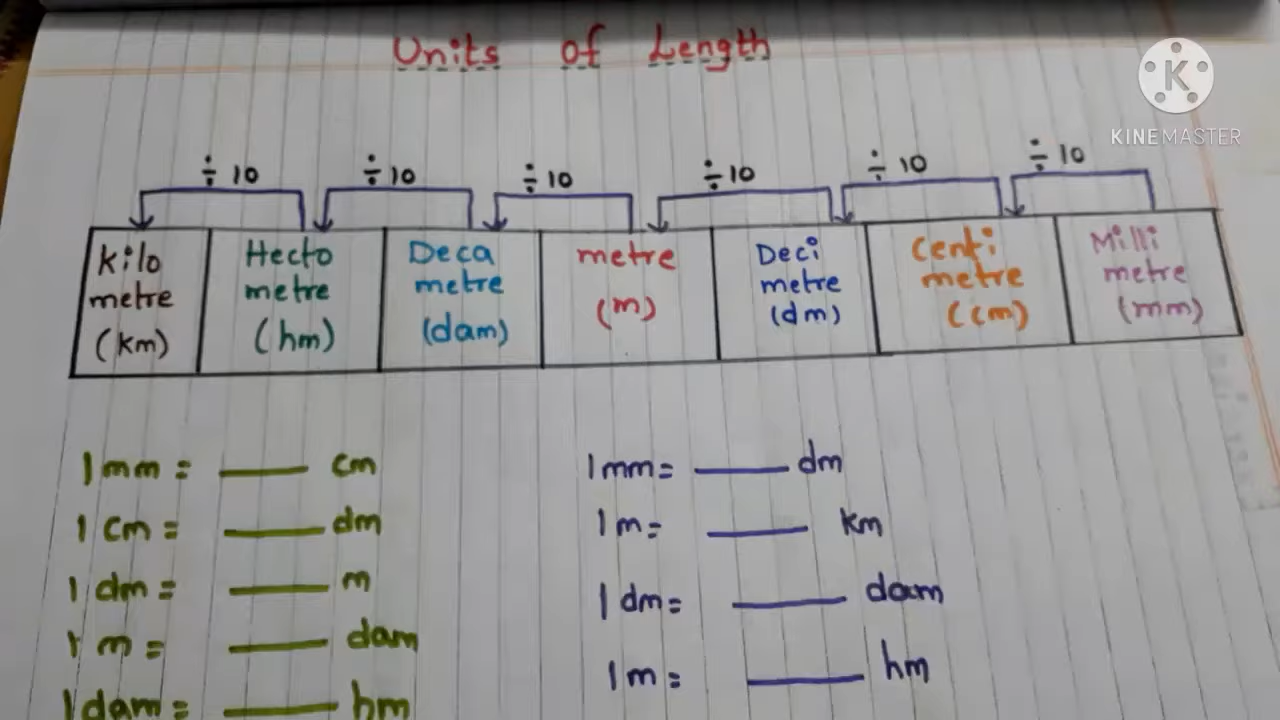 Units of Length
KINEMASTER
÷ 10 ÷ 10 ÷ 10 ÷ 10 ÷ 10 ÷ 10
Kilo metre (km)
Hecto metre (hm)
Deca metre (dam)
metre (m)
Deci metre (dm)
Centi metre (cm)
Milli metre (mm)
1 mm = ____ cm
1 cm = ____ dm
1 dm = ____ m
1 m = ____ dam
1 dam = ____ hm
1 mm = ____ dm
1 m = ____ km
1 dm = ____ dam
1 m = ____ hm